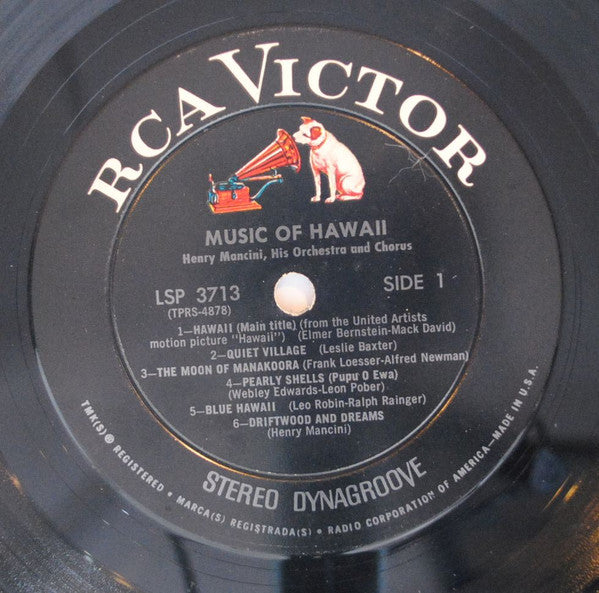 RCA VICTOR
MUSIC OF HAWAII
Henry Mancini, His Orchestra and Chorus
LSP 3713
SIDE 1
(TPRS-4878)
1—HAWAII (Main title) (from the United Artists
motion picture "Hawaii") (Elmer Bernstein-Mack David)
2—QUIET VILLAGE (Leslie Baxter)
3—THE MOON OF MANAKOORA (Frank Loesser-Alfred Newman)
4—PEARLY SHELLS (Pupu O Ewa)
(Webley Edwards-Leon Pober)
5—BLUE HAWAII (Leo Robin-Ralph Rainger)
6—DRIFTWOOD AND DREAMS
(Henry Mancini)
STEREO DYNAGROOVE
TMK(S)® REGISTERED • MARCA(S) REGISTRADA(S) • RADIO CORPORATION OF AMERICA—MADE IN U.S.A.